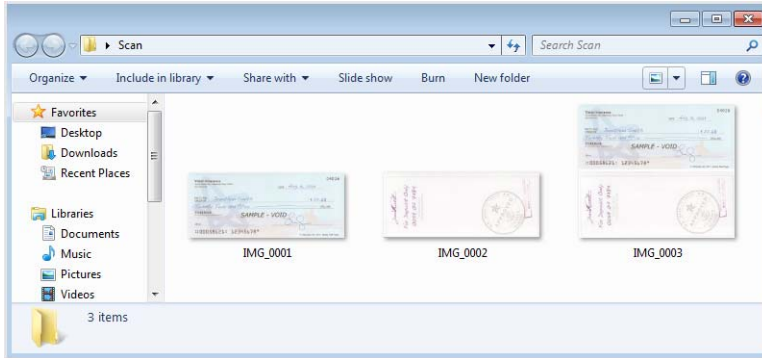 Scan
Search Scan
Organize
Include in library
Share with
Slide show
Burn
New folder
Favorites
Desktop
Downloads
Recent Places
Libraries
Documents
Music
Pictures
Videos
SAMPLE - VOID
IMG_0001
IMG_0002
SAMPLE - VOID
IMG_0003
3 items